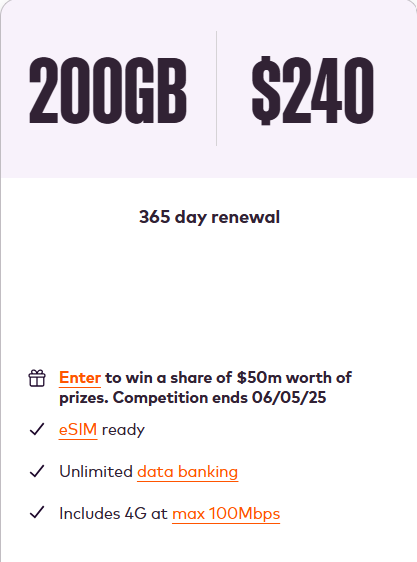 200GB
$240
365 day renewal
Enter to win a share of $50m worth of
prizes. Competition ends 06/05/25
eSIM ready
Unlimited data banking
Includes 4G at max 100Mbps